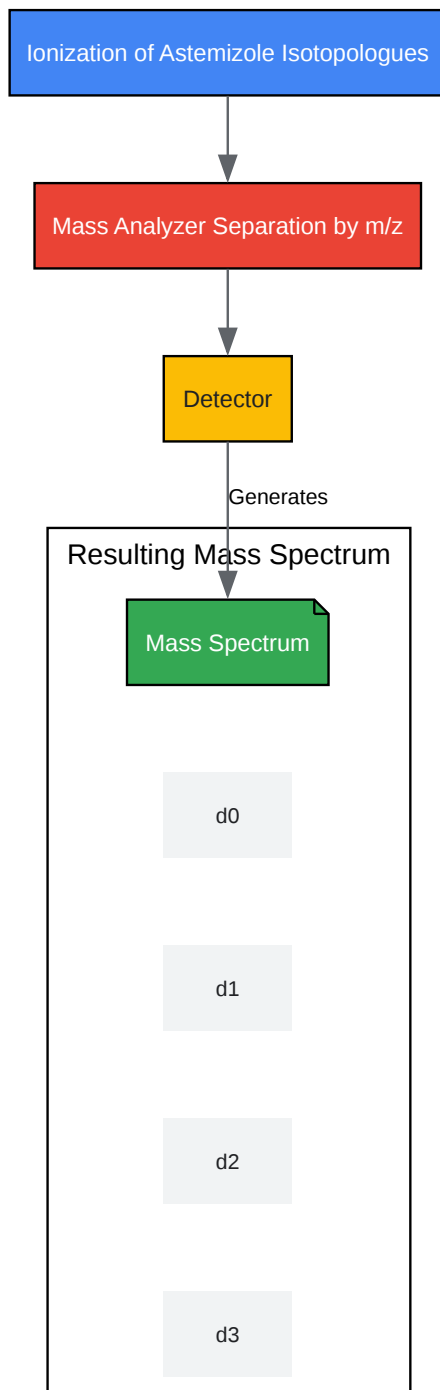 Ionization of Astemizole Isotopologues
Mass Analyzer Separation by m/z
Detector
Generates
Resulting Mass Spectrum
Mass Spectrum
d0
d1
d2
d3